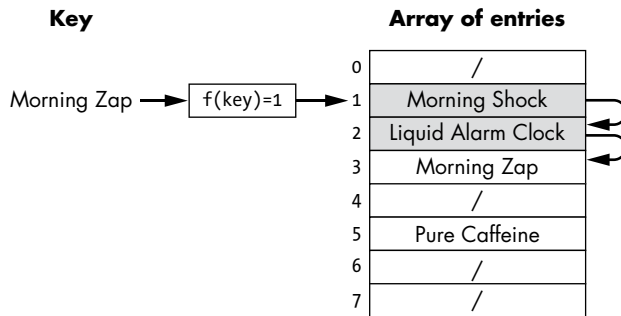 Key
Array of entries
Morning Zap
f(key)=1
0 /
1 Morning Shock
2 Liquid Alarm Clock
3 Morning Zap
4 /
5 Pure Caffeine
6 /
7 /